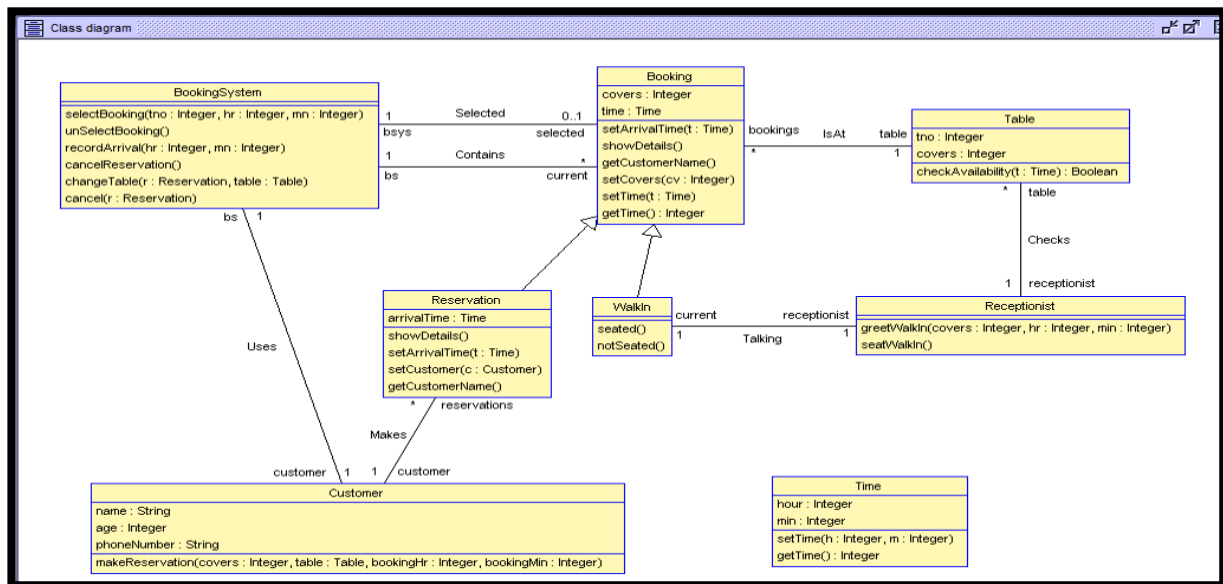 Class diagram
BookingSystem
selectBooking(tno : Integer, hr : Integer, mn : Integer)
unSelectBooking()
recordArrival(hr : Integer, mn : Integer)
cancelReservation()
changeTable(r : Reservation, table : Table)
cancel(r : Reservation)
1 Selected 0..1
bsys selected
1 Contains *
bs current
Booking
covers : Integer
time : Time
setArrivalTime(t : Time)
showDetails()
getCustomerName()
setCovers(cv : Integer)
setTime(t : Time)
getTime() : Integer
bookings IsAt table
* 1
Table
tno : Integer
covers : Integer
checkAvailability(t : Time) : Boolean
* table
Checks
1 receptionist
bs 1
Uses
customer 1
Reservation
arrivalTime : Time
showDetails()
setArrivalTime(t : Time)
setCustomer(c : Customer)
getCustomerName()
* reservations
Makes
1 customer
WalkIn
seated()
notSeated()
current receptionist
1 Talking 1
Receptionist
greetWalkIn(covers : Integer, hr : Integer, min : Integer)
seatWalkIn()
Customer
name : String
age : Integer
phoneNumber : String
makeReservation(covers : Integer, table : Table, bookingHr : Integer, bookingMin : Integer)
Time
hour : Integer
min : Integer
setTime(h : Integer, m : Integer)
getTime() : Integer